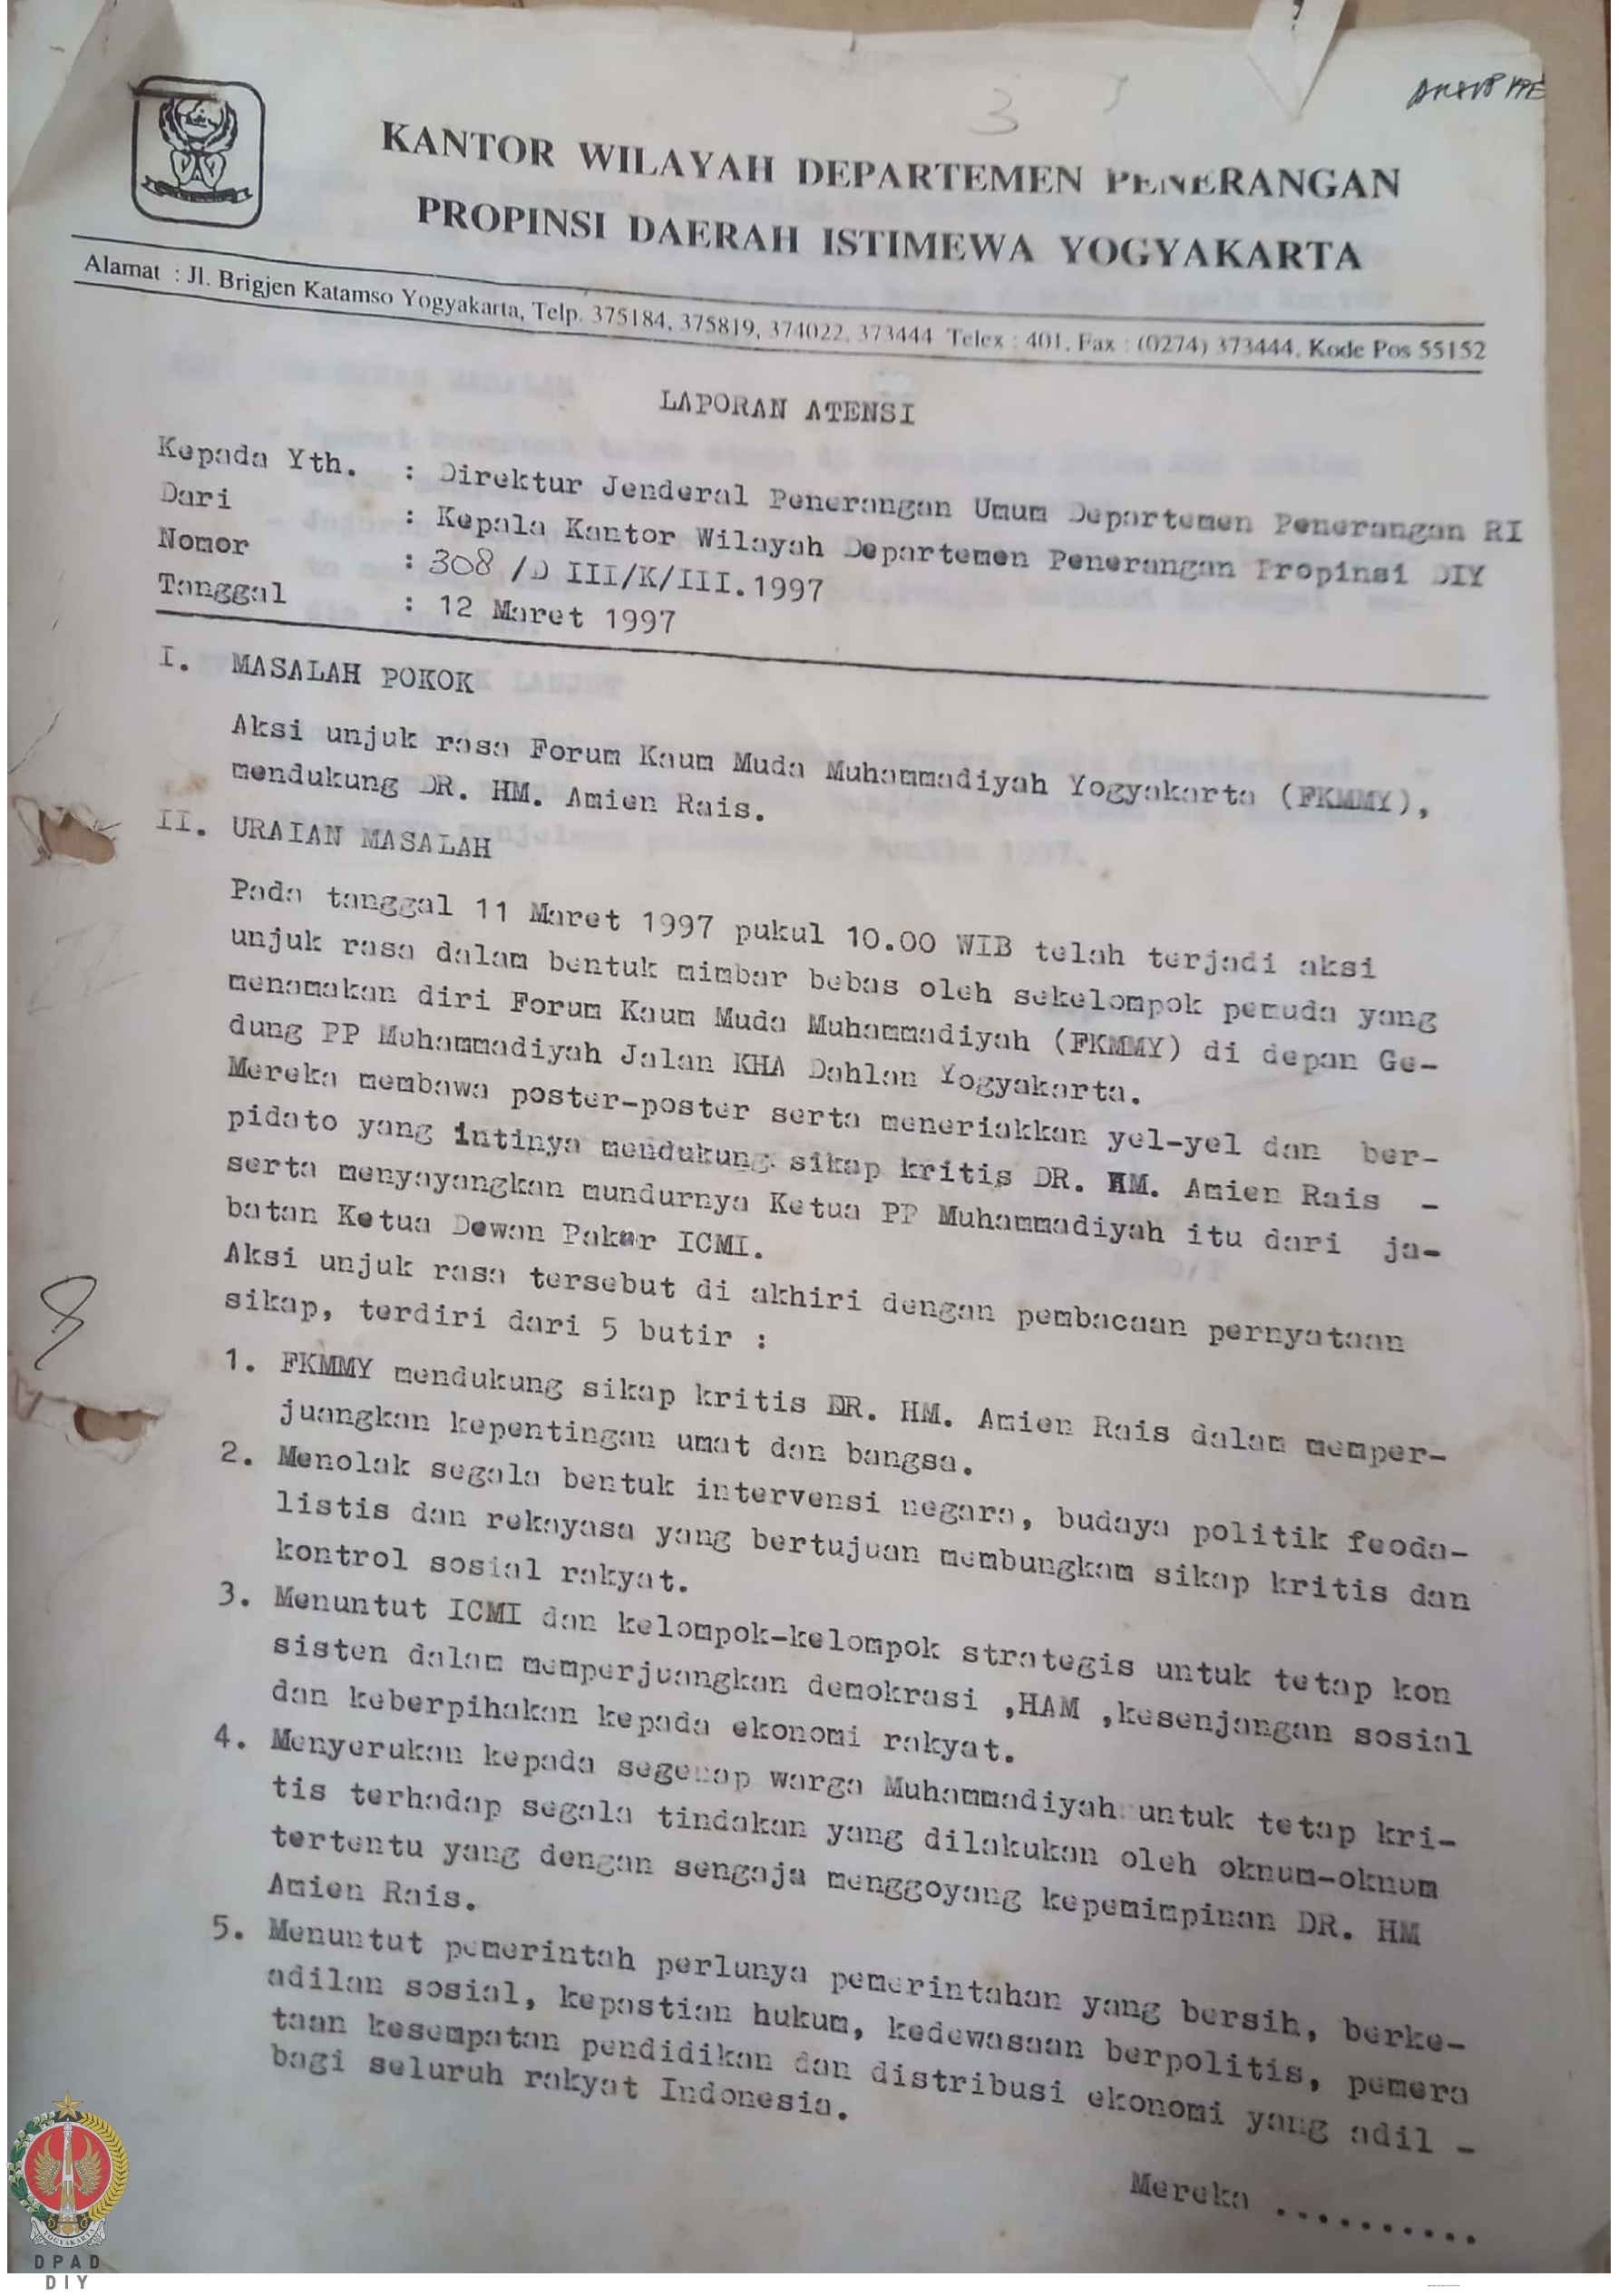 3
KANTOR WILAYAH DEPARTEMEN PENERANGAN
PROPINSI DAERAH ISTIMEWA YOGYAKARTA
Alamat : Jl. Brigjen Katamso Yogyakarta, Telp. 375184, 375819, 374022, 373444 Telex : 401, Fax : (0274) 373444, Kode Pos 55152
LAPORAN ATENSI
Kepada Yth. : Direktur Jenderal Penerangan Umum Departemen Penerangan RI
Dari : Kepala Kantor Wilayah Departemen Penerangan Propinsi DIY
Nomor : 308 /D III/K/III.1997
Tanggal : 12 Maret 1997
I. MASALAH POKOK
Aksi unjuk rasa Forum Kaum Muda Muhammadiyah Yogyakarta (FKMMY),
mendukung DR. HM. Amien Rais.
II. URAIAN MASALAH
Pada tanggal 11 Maret 1997 pukul 10.00 WIB telah terjadi aksi
unjuk rasa dalam bentuk mimbar bebas oleh sekelompok pemuda yang
menamakan diri Forum Kaum Muda Muhammadiyah (FKMMY) di depan Ge-
dung PP Muhammadiyah Jalan KHA Dahlan Yogyakarta.
Mereka membawa poster-poster serta meneriakkan yel-yel dan ber-
pidato yang intinya mendukung sikap kritis DR. HM. Amien Rais -
serta menyayangkan mundurnya Ketua PP Muhammadiyah itu dari ja-
batan Ketua Dewan Pakar ICMI.
Aksi unjuk rasa tersebut di akhiri dengan pembacaan pernyataan
sikap, terdiri dari 5 butir :
1. FKMMY mendukung sikap kritis DR. HM. Amien Rais dalam memper-
juangkan kepentingan umat dan bangsa.
2. Menolak segala bentuk intervensi negara, budaya politik feoda-
listis dan rekayasa yang bertujuan membungkam sikap kritis dan
kontrol sosial rakyat.
3. Menuntut ICMI dan kelompok-kelompok strategis untuk tetap kon
sisten dalam memperjuangkan demokrasi ,HAM ,kesenjangan sosial
dan keberpihakan kepada ekonomi rakyat.
4. Menyerukan kepada segenap warga Muhammadiyah untuk tetap kri-
tis terhadap segala tindakan yang dilakukan oleh oknum-oknum
tertentu yang dengan sengaja menggoyang kepemimpinan DR. HM
Amien Rais.
5. Menuntut pemerintah perlunya pemerintahan yang bersih, berke-
adilan sosial, kepastian hukum, kedewasaan berpolitis, pemera
taan kesempatan pendidikan dan distribusi ekonomi yang adil -
bagi seluruh rakyat Indonesia.
Mereka ..........
YOGYAKARTA
DPAD
DIY